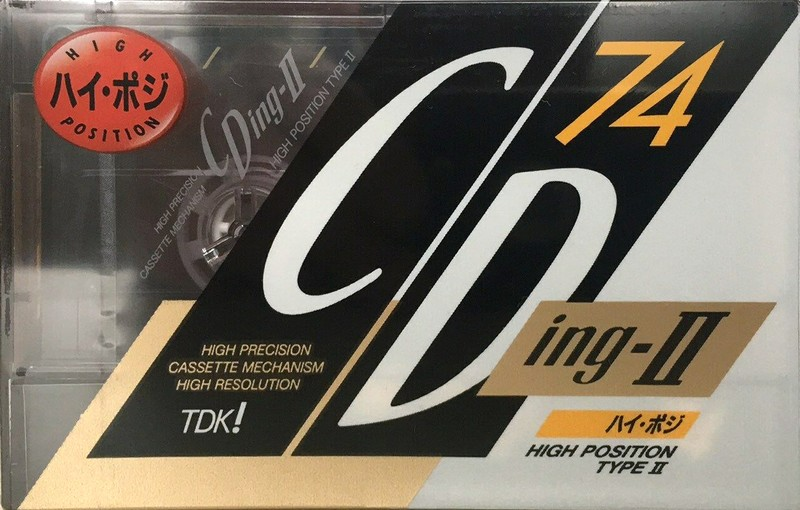 HIGH
ハイ・ポジ
POSITION
CDing-II
HIGH POSITION TYPE II
HIGH PRECISION
CASSETTE MECHANISM
74
CD
ing-II
HIGH PRECISION
CASSETTE MECHANISM
HIGH RESOLUTION
TDK!
ハイ・ポジ
HIGH POSITION
TYPE II